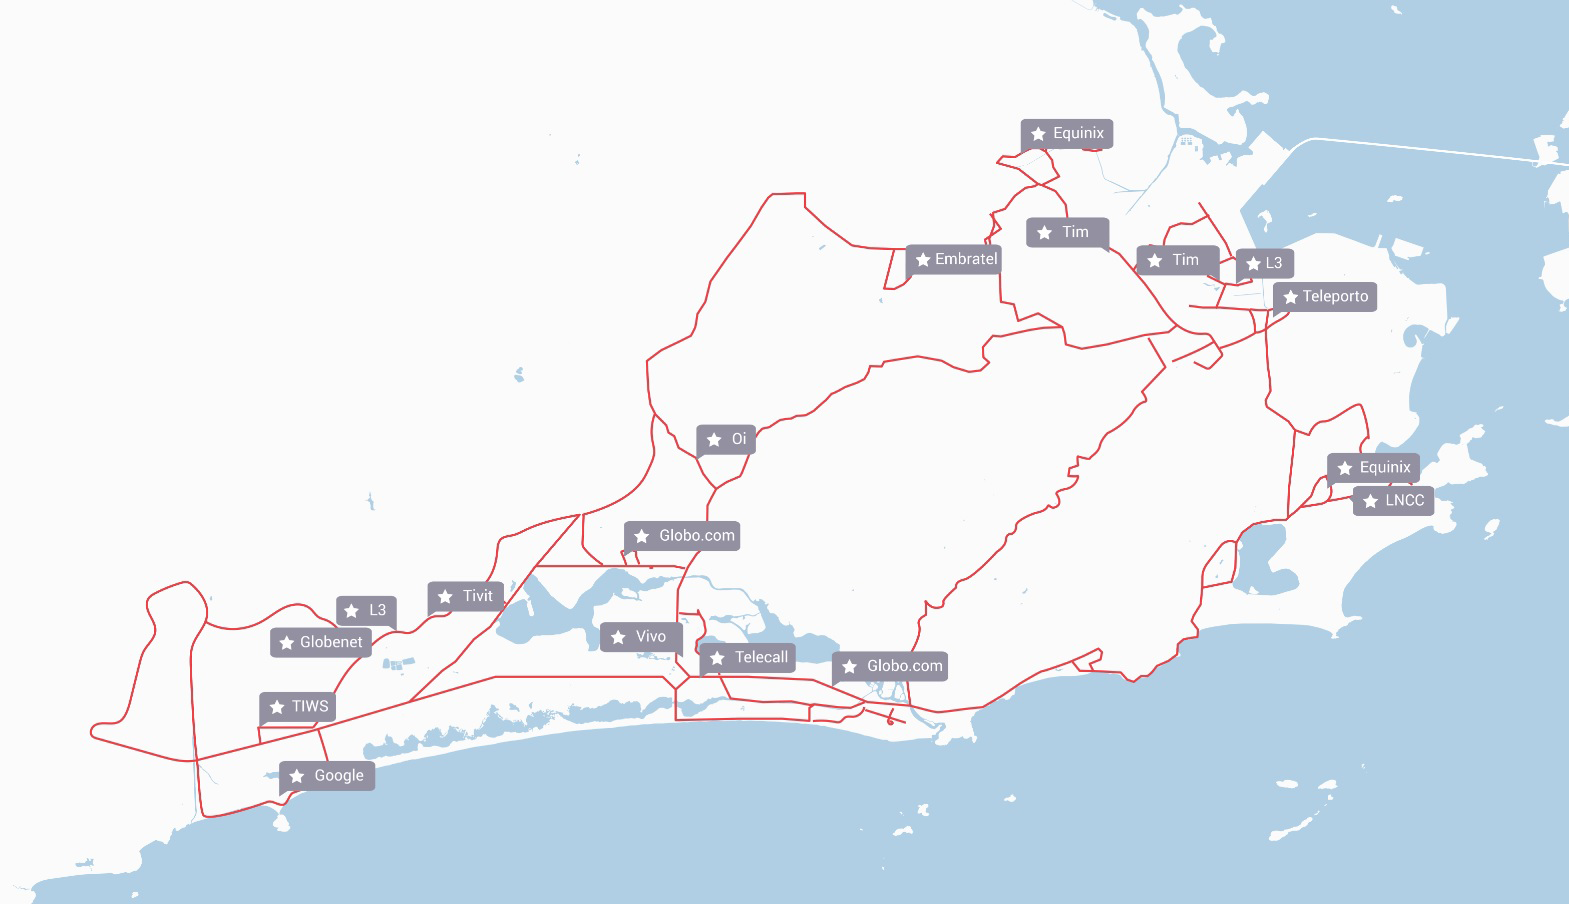 Equinix
Tim
Embratel
Tim
L3
Teleporto
Oi
Equinix
LNCC
Globo.com
Tivit
L3
Globenet
Vivo
Telecall
Globo.com
TIWS
Google